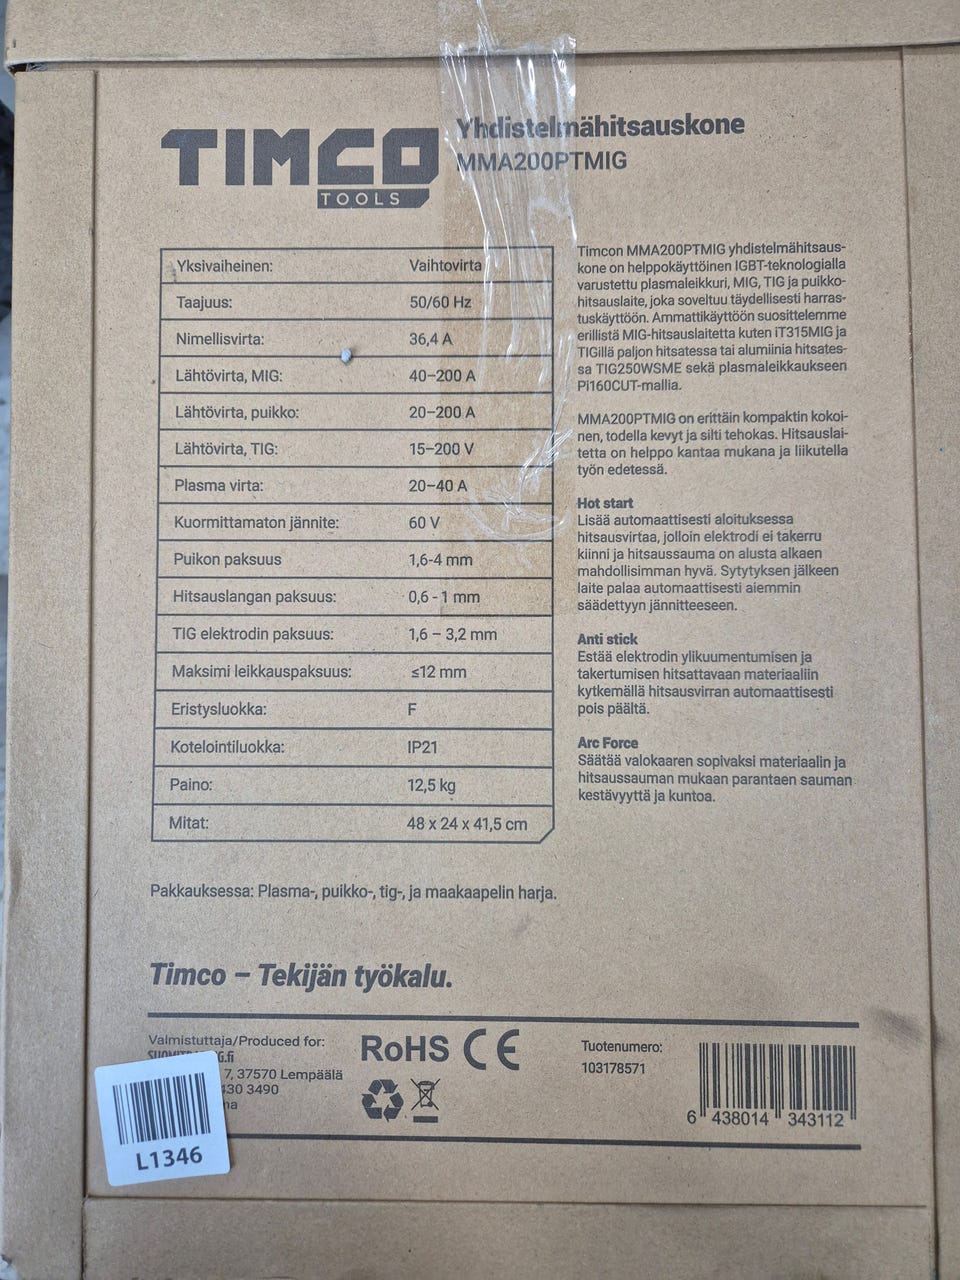 TIMCO
TOOLS
Yhdistelmähitsauskone
MMA200PTMIG
Yksivaiheinen: Vaihtovirta
Taajuus: 50/60 Hz
Nimellisvirta: 36,4 A
Lähtövirta, MIG: 40–200 A
Lähtövirta, puikko: 20–200 A
Lähtövirta, TIG: 15–200 V
Plasma virta: 20–40 A
Kuormittamaton jännite: 60 V
Puikon paksuus 1,6-4 mm
Hitsauslangan paksuus: 0,6 - 1 mm
TIG elektrodin paksuus: 1,6 – 3,2 mm
Maksimi leikkauspaksuus: ≤12 mm
Eristysluokka: F
Kotelointiluokka: IP21
Paino: 12,5 kg
Mitat: 48 x 24 x 41,5 cm
Timcon MMA200PTMIG yhdistelmähitsaus-
kone on helppokäyttöinen IGBT-teknologialla
varustettu plasmaleikkuri, MIG, TIG ja puikko-
hitsauslaite, joka soveltuu täydellisesti harras-
tuskäyttöön. Ammattikäyttöön suosittelemme
erillistä MIG-hitsauslaitetta kuten iT315MIG ja
TIGillä paljon hitsatessa tai alumiinia hitsates-
sa TIG250WSME sekä plasmaleikkaukseen
Pi160CUT-mallia.
MMA200PTMIG on erittäin kompaktin kokoi-
nen, todella kevyt ja silti tehokas. Hitsauslai-
tetta on helppo kantaa mukana ja liikutella
työn edetessä.
Hot start
Lisää automaattisesti aloituksessa
hitsausvirtaa, jolloin elektrodi ei takerru
kiinni ja hitsaussauma on alusta alkaen
mahdollisimman hyvä. Sytytyksen jälkeen
laite palaa automaattisesti aiemmin
säädettyyn jännitteeseen.
Anti stick
Estää elektrodin ylikuumentumisen ja
takertumisen hitsattavaan materiaaliin
kytkemällä hitsausvirran automaattisesti
pois päältä.
Arc Force
Säätää valokaaren sopivaksi materiaalin ja
hitsaussauman mukaan parantaen sauman
kestävyyttä ja kuntoa.
Pakkauksessa: Plasma-, puikko-, tig-, ja maakaapelin harja.
Timco – Tekijän työkalu.
Valmistuttaja/Produced for:
7, 37570 Lempäälä
430 3490
L1346
RoHS CE
Tuotenumero:
103178571
6 438014 343112